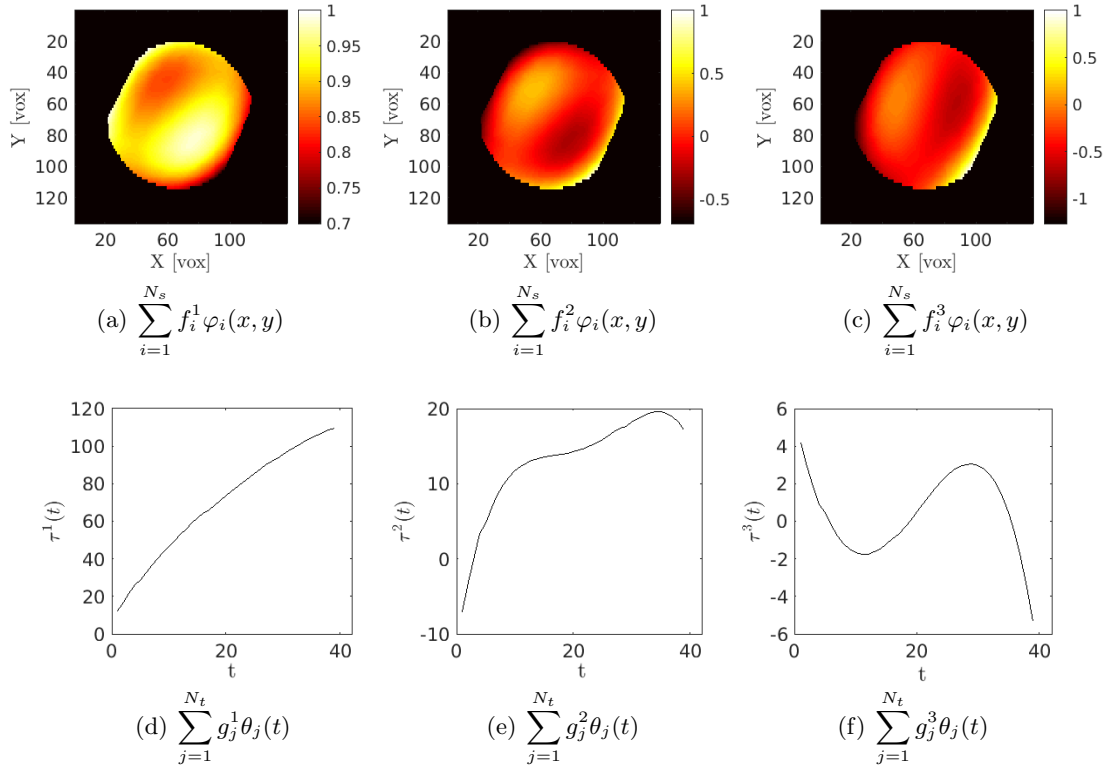 20
40
60
80
100
120
Y [vox]
20 60 100
X [vox]
1
0.95
0.9
0.85
0.8
0.75
0.7
(a) \sum_{i=1}^{N_s} f_i^1 φ_i(x, y)
20
40
60
80
100
120
Y [vox]
20 60 100
X [vox]
1
0.5
0
-0.5
(b) \sum_{i=1}^{N_s} f_i^2 φ_i(x, y)
20
40
60
80
100
120
Y [vox]
20 60 100
X [vox]
1
0.5
0
-0.5
-1
(c) \sum_{i=1}^{N_s} f_i^3 φ_i(x, y)
120
100
80
60
40
20
0
τ^1(t)
0 20 40
t
(d) \sum_{j=1}^{N_t} g_j^1 θ_j(t)
20
10
0
-10
τ^2(t)
0 20 40
t
(e) \sum_{j=1}^{N_t} g_j^2 θ_j(t)
6
4
2
0
-2
-4
-6
τ^3(t)
0 20 40
t
(f) \sum_{j=1}^{N_t} g_j^3 θ_j(t)